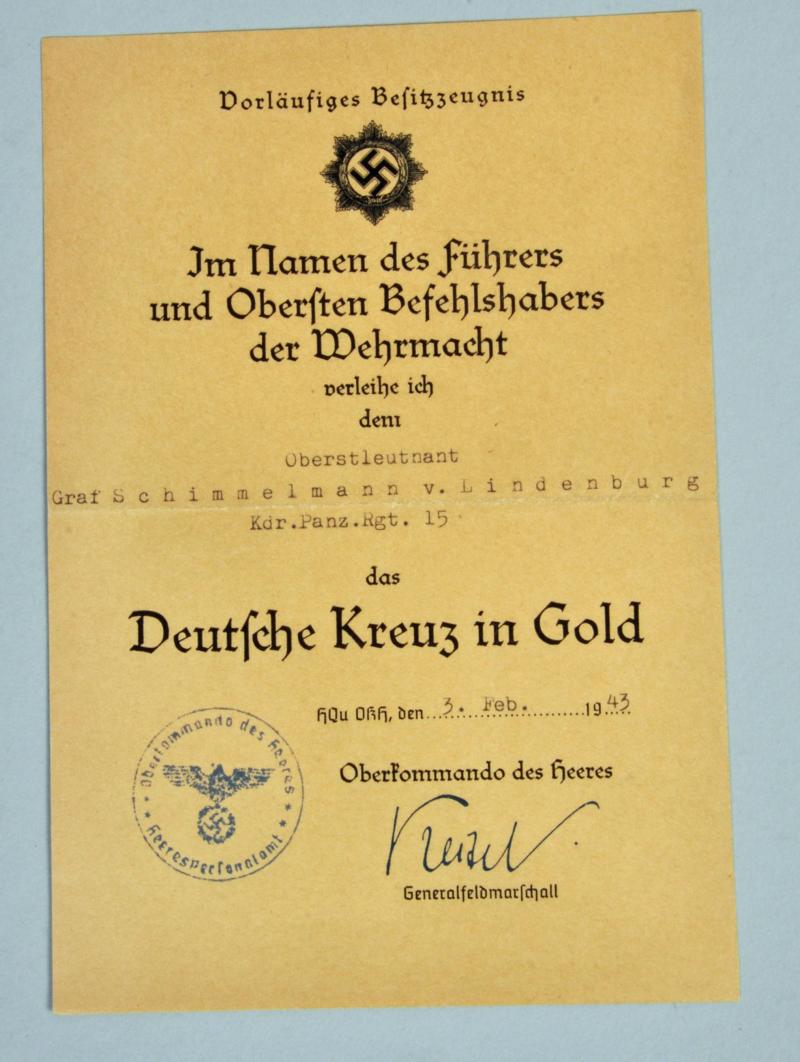 Vorläufiges Besitzzeugnis
Im Namen des Führers
und Obersten Befehlshabers
der Wehrmacht
verleihe ich
dem
Oberstleutnant
Graf Schimmelmann v. Lindenburg
Kdr.Panz.Rgt. 15
das
Deutsche Kreuz in Gold
HQu OKH, den 3. Feb. 1943
Oberkommando des Heeres
Keitel
Generalfeldmarschall
Oberkommando des Heeres
Heerespersonalamt